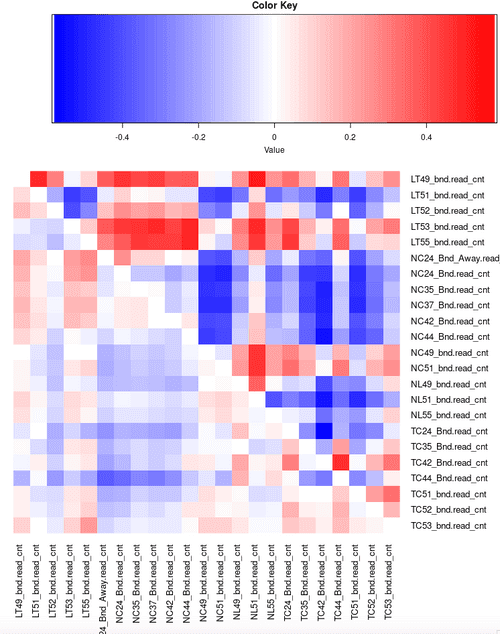 Color Key
-0.4 -0.2 0 0.2 0.4
Value
LT49_bnd.read_cnt
LT51_bnd.read_cnt
LT52_bnd.read_cnt
LT53_bnd.read_cnt
LT55_bnd.read_cnt
NC24_Bnd_Away.read
NC24_Bnd.read_cnt
NC35_Bnd.read_cnt
NC37_Bnd.read_cnt
NC42_Bnd.read_cnt
NC44_Bnd.read_cnt
NC49_bnd.read_cnt
NC51_bnd.read_cnt
NL49_bnd.read_cnt
NL51_bnd.read_cnt
NL55_bnd.read_cnt
TC24_Bnd.read_cnt
TC35_Bnd.read_cnt
TC42_Bnd.read_cnt
TC44_Bnd.read_cnt
TC51_bnd.read_cnt
TC52_bnd.read_cnt
TC53_bnd.read_cnt
LT49_bnd.read_cnt
LT51_bnd.read_cnt
LT52_bnd.read_cnt
LT53_bnd.read_cnt
LT55_bnd.read_cnt
24_Bnd_Away.read_cnt
NC24_Bnd.read_cnt
NC35_Bnd.read_cnt
NC37_Bnd.read_cnt
NC42_Bnd.read_cnt
NC44_Bnd.read_cnt
NC49_bnd.read_cnt
NC51_bnd.read_cnt
NL49_bnd.read_cnt
NL51_bnd.read_cnt
NL55_bnd.read_cnt
TC24_Bnd.read_cnt
TC35_Bnd.read_cnt
TC42_Bnd.read_cnt
TC44_Bnd.read_cnt
TC51_bnd.read_cnt
TC52_bnd.read_cnt
TC53_bnd.read_cnt